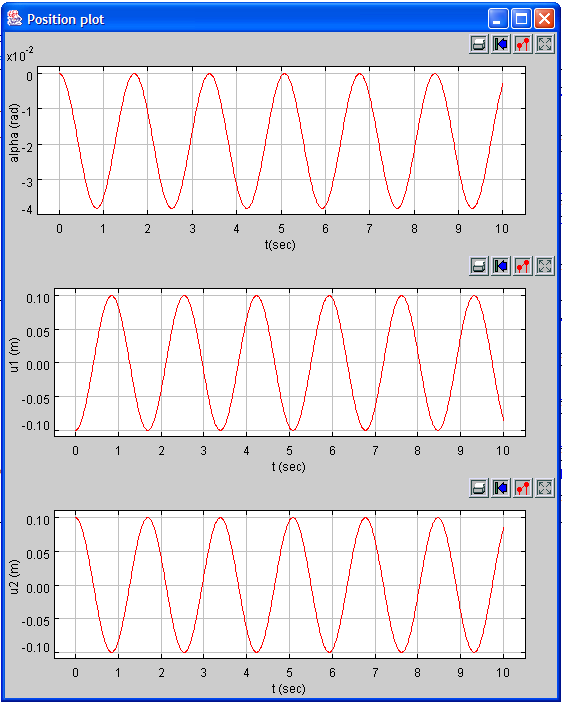 Position plot
x10-2
0
-1
-2
-3
-4
alpha (rad)
0 1 2 3 4 5 6 7 8 9 10
t(sec)
0.10
0.05
0.00
-0.05
-0.10
u1 (m)
0 1 2 3 4 5 6 7 8 9 10
t (sec)
0.10
0.05
0.00
-0.05
-0.10
u2 (m)
0 1 2 3 4 5 6 7 8 9 10
t (sec)